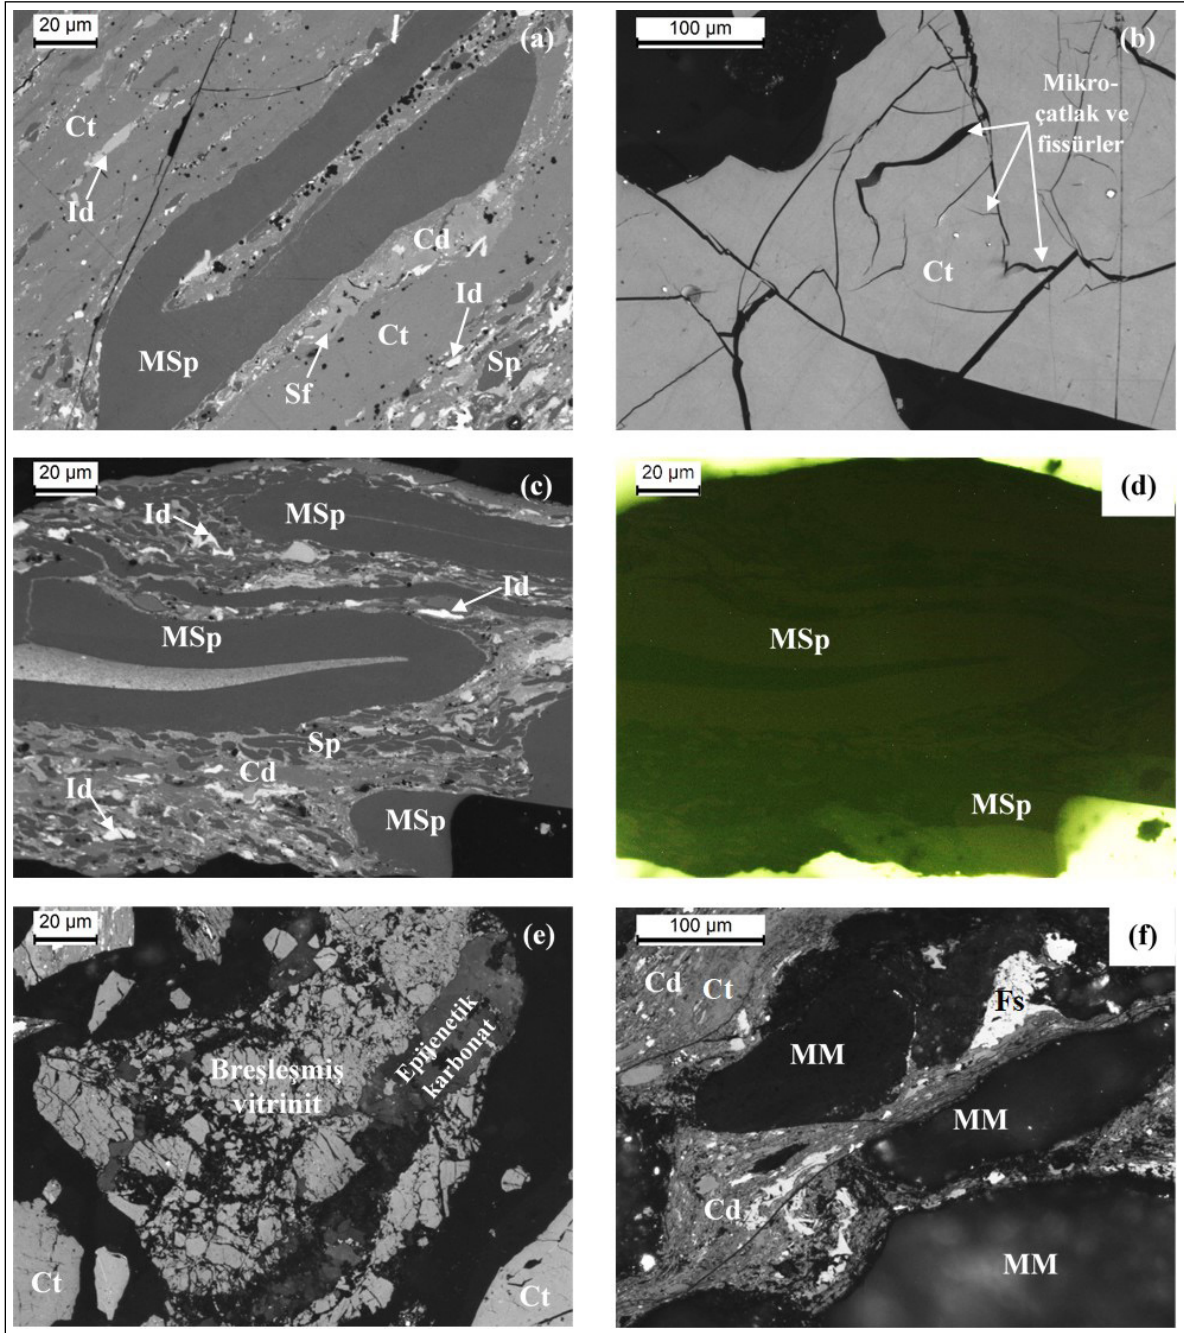 20 µm
(a)
Ct
Id
Cd
Id
Ct
MSp
Sp
Sf
100 µm
(b)
Mikro-
çatlak ve
fissürler
Ct
20 µm
(c)
MSp
Id
Id
MSp
Sp
Cd
Id
MSp
20 µm
(d)
MSp
MSp
20 µm
(e)
Epijenetik
karbonat
Breşleşmiş
vitrinit
Ct
Ct
100 µm
(f)
Cd
Ct
Fs
MM
MM
Cd
MM